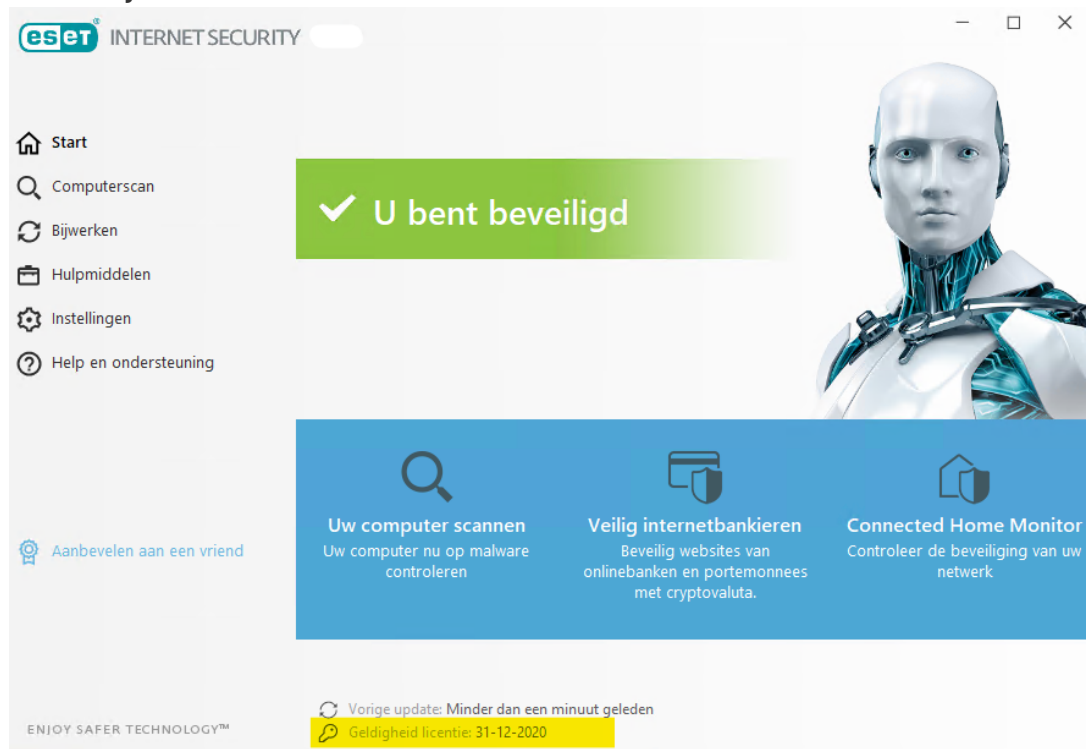 eset® INTERNET SECURITY
Start
Computerscan
Bijwerken
Hulpmiddelen
Instellingen
Help en ondersteuning
Aanbevelen aan een vriend
ENJOY SAFER TECHNOLOGY™
U bent beveiligd
Uw computer scannen
Uw computer nu op malware
controleren
Veilig internetbankieren
Beveilig websites van
onlinebanken en portemonnees
met cryptovaluta.
Connected Home Monitor
Controleer de beveiliging van uw
netwerk
Vorige update: Minder dan een minuut geleden
Geldigheid licentie: 31-12-2020